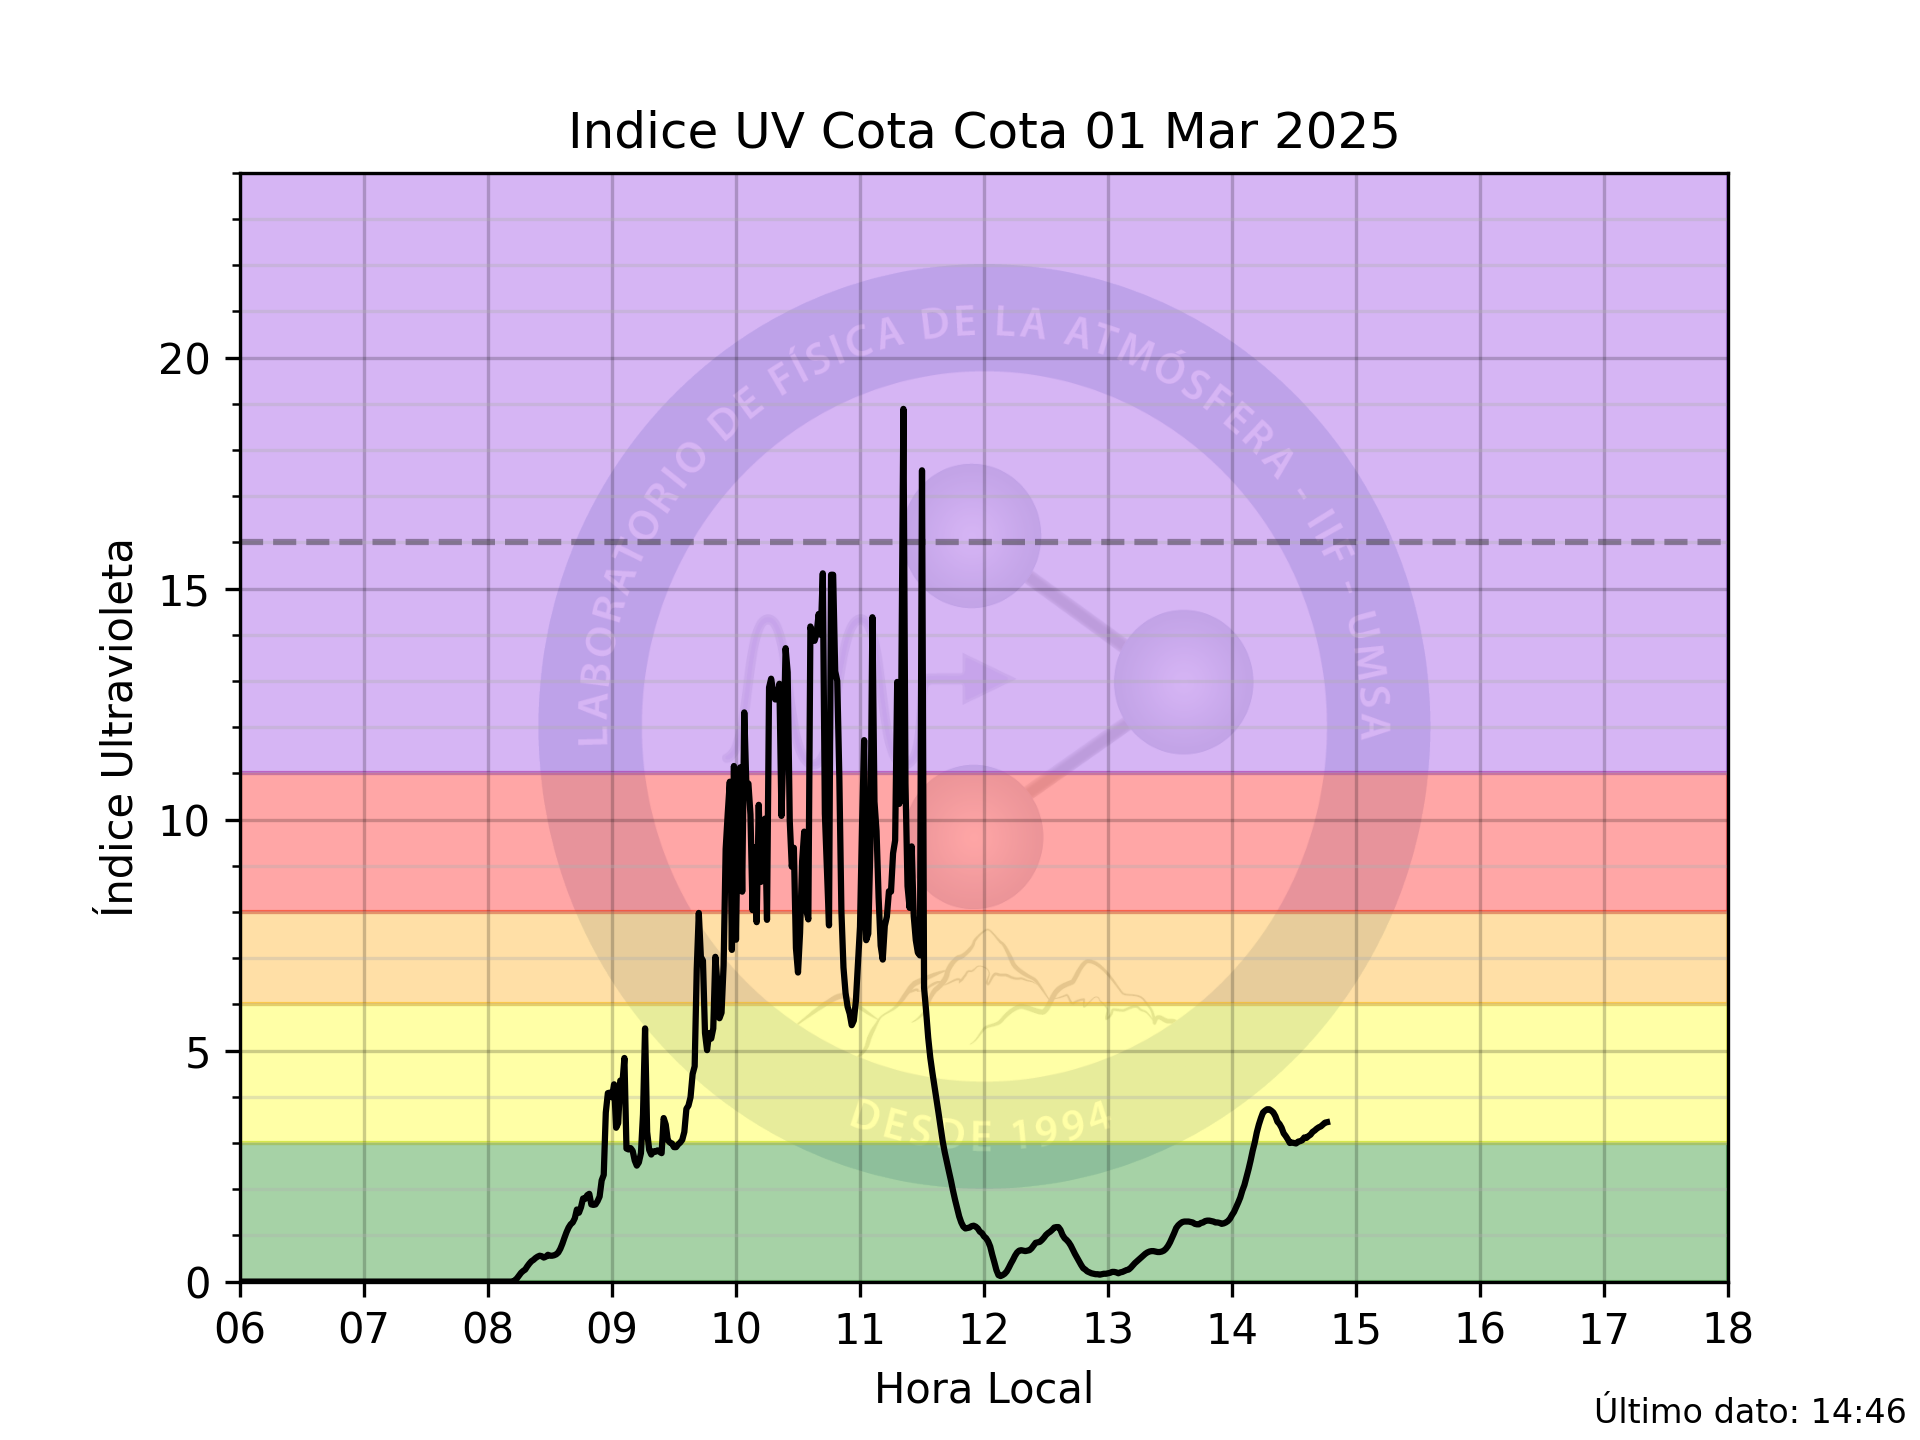 Indice UV Cota Cota 01 Mar 2025
LABORATORIO DE FÍSICA DE LA ATMÓSFERA - IIF - UMSA
DESDE 1994
Índice Ultravioleta
20
15
10
5
0
06 07 08 09 10 11 12 13 14 15 16 17 18
Hora Local
Último dato: 14:46